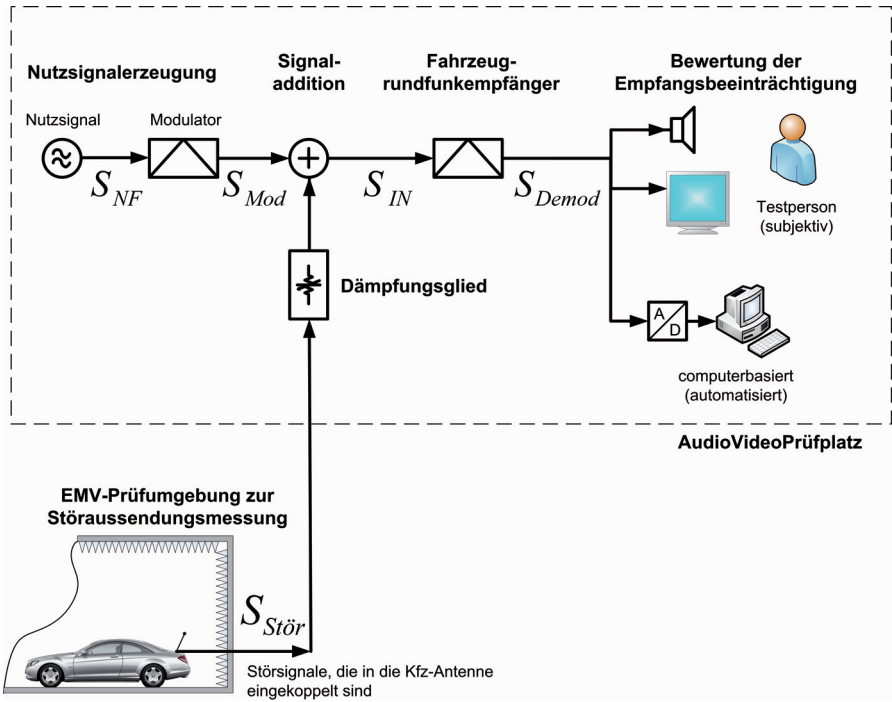 Nutzsignalerzeugung
Signal-
addition
Fahrzeug-
rundfunkempfänger
Bewertung der
Empfangsbeeinträchtigung
Nutzsignal
Modulator
S_NF
S_Mod
S_IN
S_Demod
Testperson
(subjektiv)
Dämpfungsglied
A
D
computerbasiert
(automatisiert)
AudioVideoPrüfplatz
EMV-Prüfumgebung zur
Störaussendungsmessung
S_Stör
Störsignale, die in die Kfz-Antenne
eingekoppelt sind